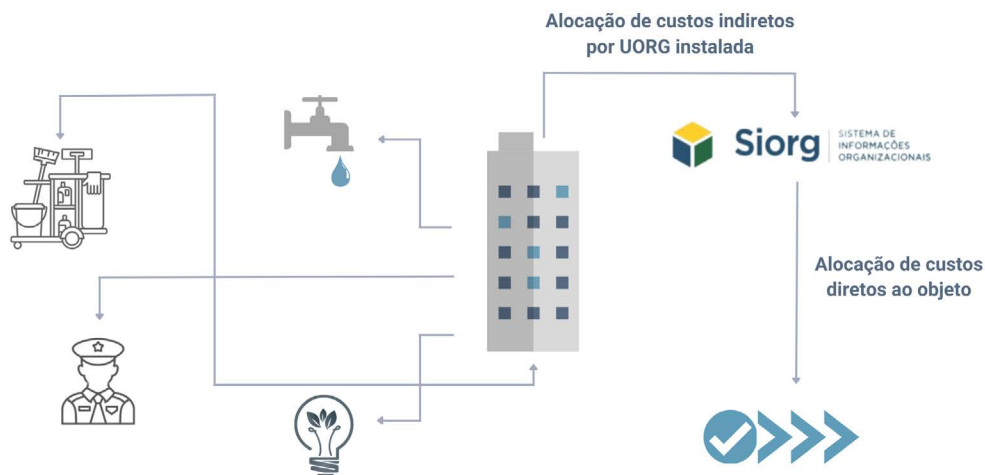 Alocação de custos indiretos
por UORG instalada
Siorg
SISTEMA DE
INFORMAÇÕES
ORGANIZACIONAIS
Alocação de custos
diretos ao objeto